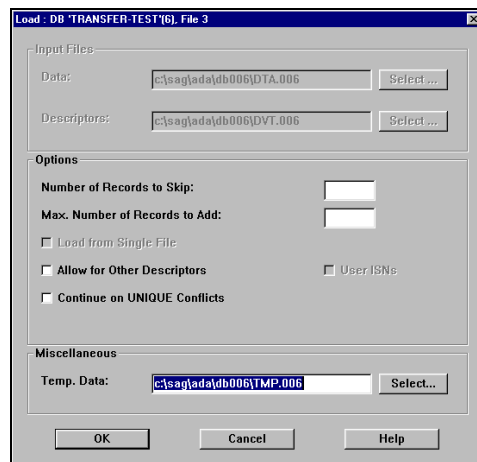 Load : DB 'TRANSFER-TEST'(6), File 3
Input Files
Data: c:\sag\ada\db006\DTA.006 Select ...
Descriptors: c:\sag\ada\db006\DVT.006 Select ...
Options
Number of Records to Skip:
Max. Number of Records to Add:
Load from Single File
Allow for Other Descriptors User ISNs
Continue on UNIQUE Conflicts
Miscellaneous
Temp. Data: c:\sag\ada\db006\TMP.006 Select...
OK Cancel Help